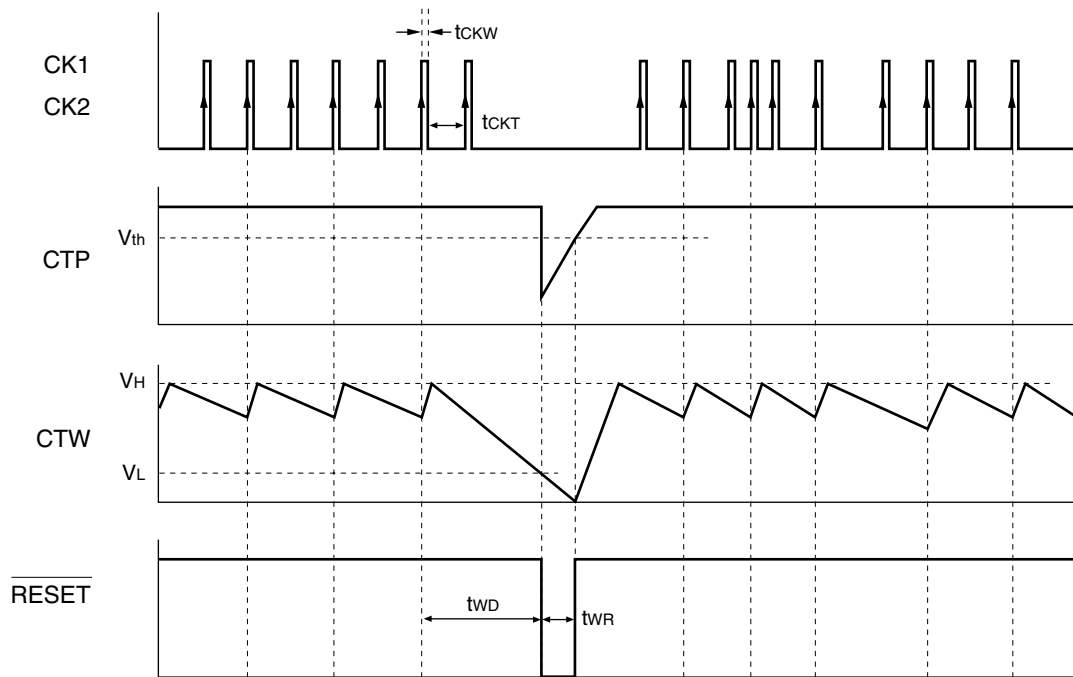 tCKW
CK1
CK2
tCKT
Vth
CTP
VH
CTW
VL
RESET
tWD
tWR